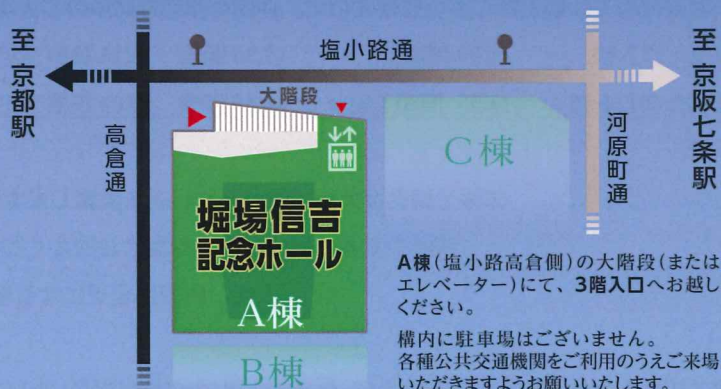 至 京都駅
塩小路通
至 京阪七条駅
大階段
高倉通
河原町通
C棟
堀場信吉
記念ホール
A棟
B棟
A棟(塩小路高倉側)の大階段(または
エレベーター)にて、3階入口へお越し
ください。
構内に駐車場はございません。
各種公共交通機関をご利用のうえご来場
いただきますようお願いいたします。